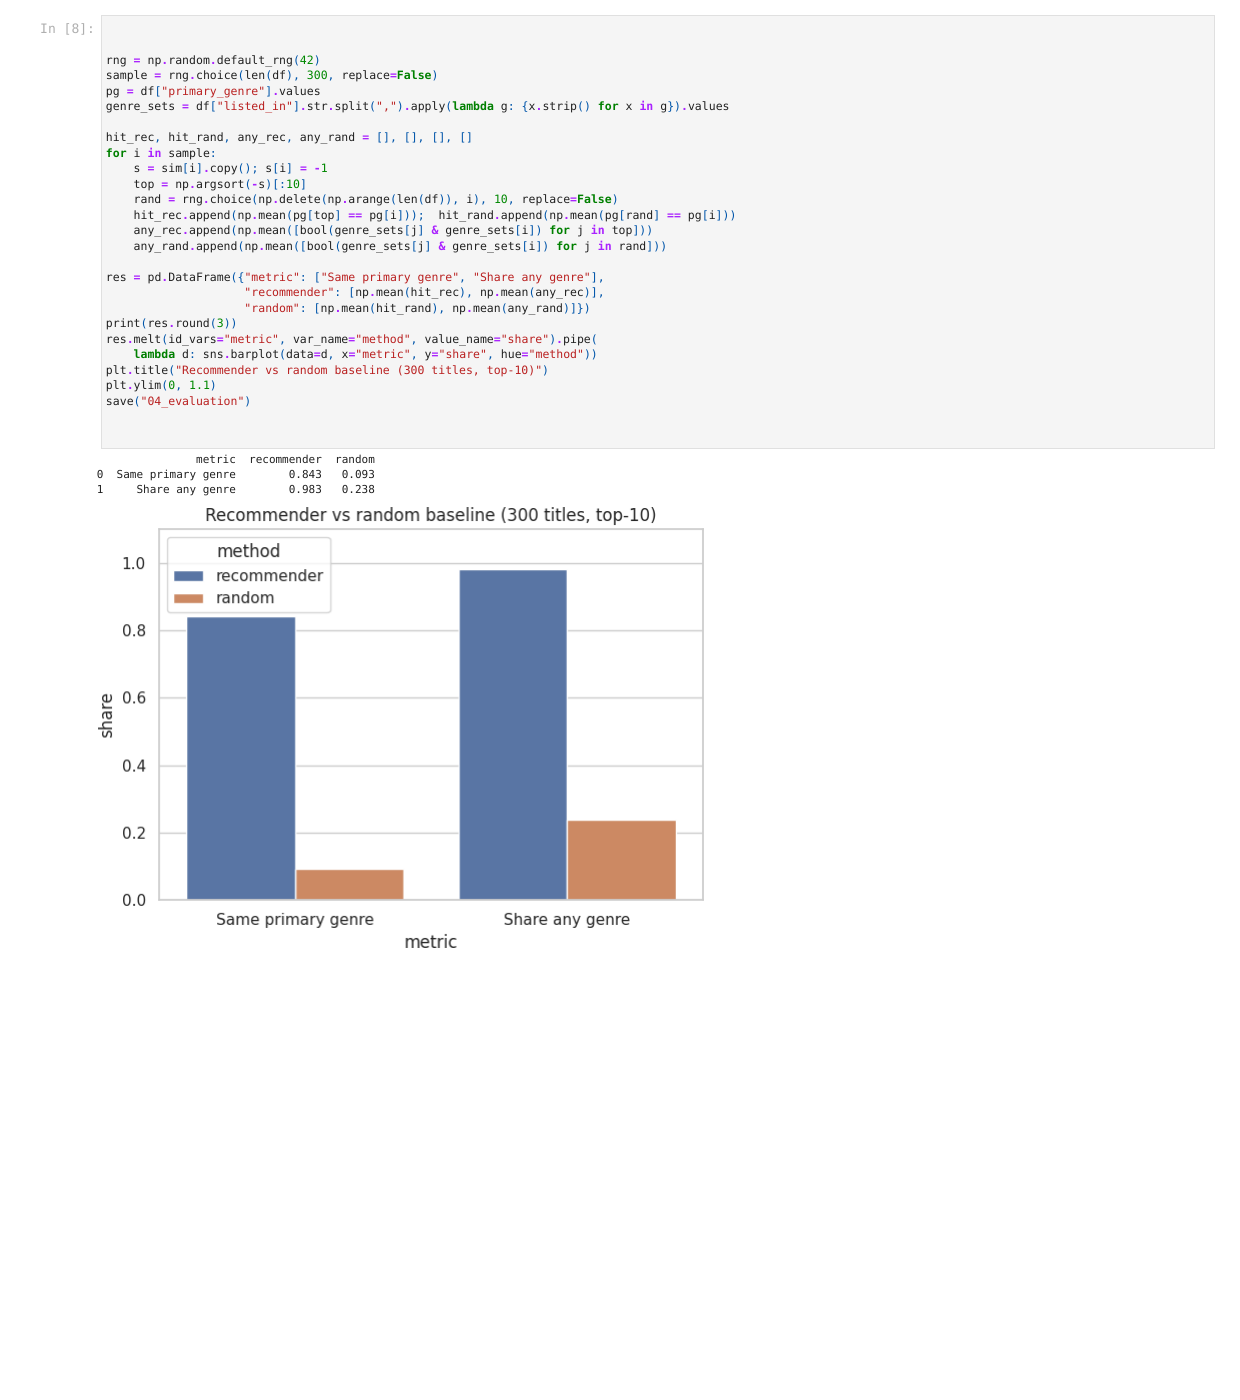 In [8]:
rng = np.random.default_rng(42)
sample = rng.choice(len(df), 300, replace=False)
pg = df["primary_genre"].values
genre_sets = df["listed_in"].str.split(",").apply(lambda g: {x.strip() for x in g}).values

hit_rec, hit_rand, any_rec, any_rand = [], [], [], []
for i in sample:
    s = sim[i].copy(); s[i] = -1
    top = np.argsort(-s)[:10]
    rand = rng.choice(np.delete(np.arange(len(df)), i), 10, replace=False)
    hit_rec.append(np.mean(pg[top] == pg[i]));  hit_rand.append(np.mean(pg[rand] == pg[i]))
    any_rec.append(np.mean([bool(genre_sets[j] & genre_sets[i]) for j in top]))
    any_rand.append(np.mean([bool(genre_sets[j] & genre_sets[i]) for j in rand]))

res = pd.DataFrame({"metric": ["Same primary genre", "Share any genre"],
                    "recommender": [np.mean(hit_rec), np.mean(any_rec)],
                    "random": [np.mean(hit_rand), np.mean(any_rand)]})
print(res.round(3))
res.melt(id_vars="metric", var_name="method", value_name="share").pipe(
    lambda d: sns.barplot(data=d, x="metric", y="share", hue="method"))
plt.title("Recommender vs random baseline (300 titles, top-10)")
plt.ylim(0, 1.1)
save("04_evaluation")
               metric  recommender  random
0  Same primary genre        0.843   0.093
1     Share any genre        0.983   0.238
Recommender vs random baseline (300 titles, top-10)
method
recommender
random
1.0
0.8
0.6
0.4
0.2
0.0
share
Same primary genre
Share any genre
metric